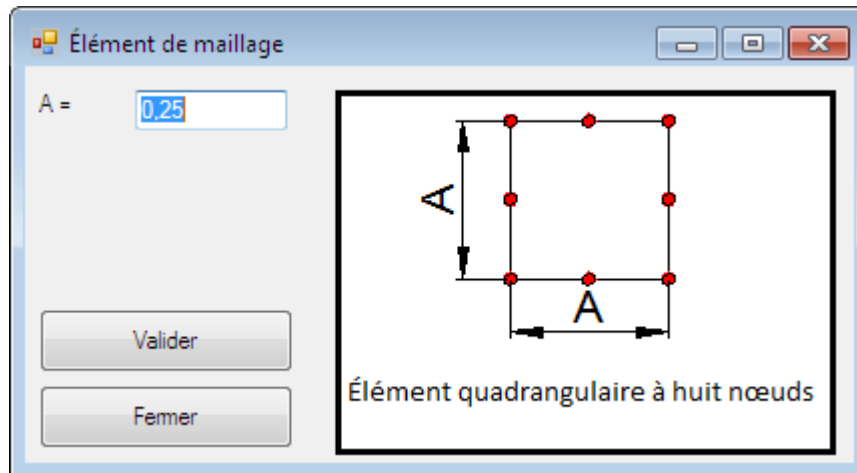 Élément de maillage
A = 0,25
A
A
Élément quadrangulaire à huit nœuds
Valider
Fermer